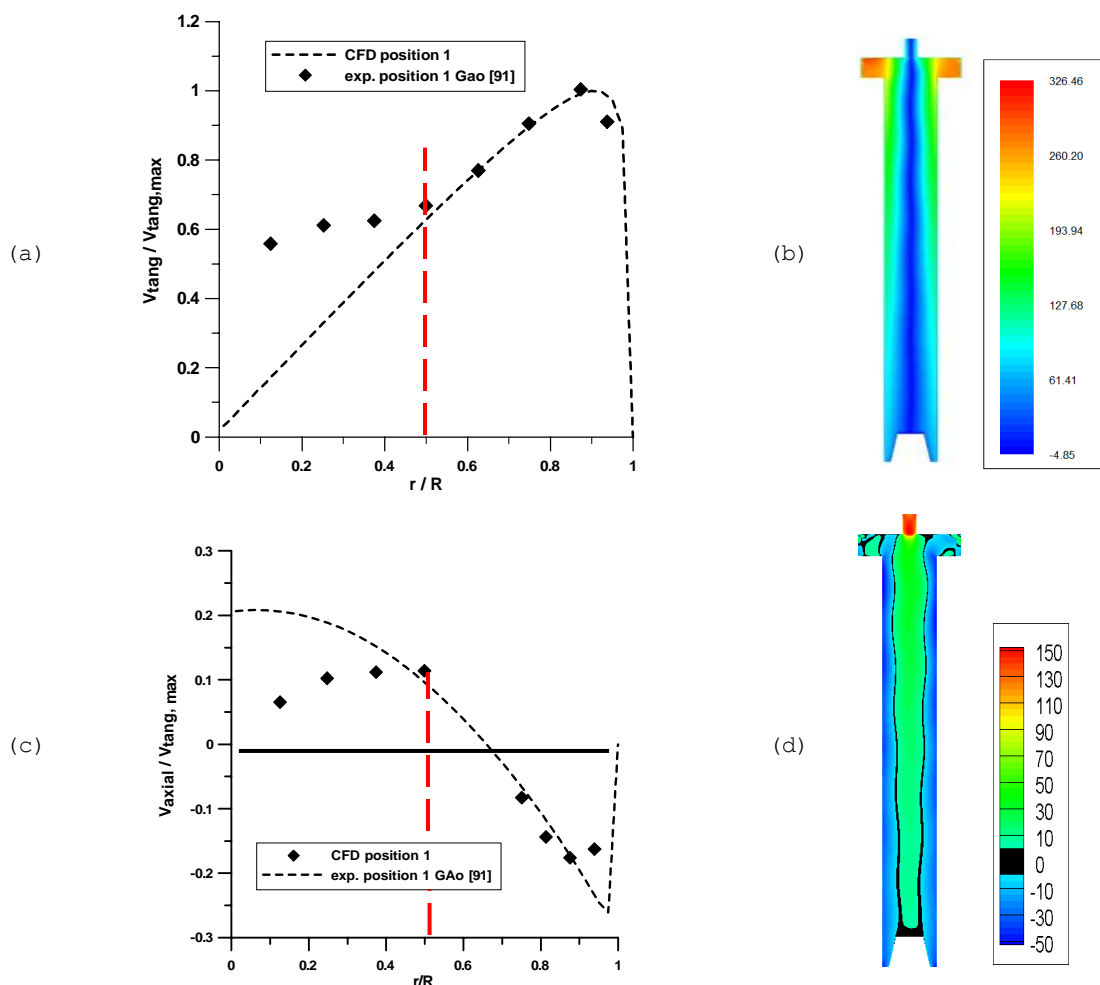 (a)
Vtang / Vtang,max
1.2
1
0.8
0.6
0.4
0.2
0
CFD position 1
exp. position 1 Gao [91]
0 0.2 0.4 0.6 0.8 1
r / R
(b)
326.46
260.20
193.94
127.68
61.41
-4.85
(c)
Vaxial / Vtang, max
0.3
0.2
0.1
0
-0.1
-0.2
-0.3
CFD position 1
exp. position 1 GAo [91]
0 0.2 0.4 0.6 0.8 1
r/R
(d)
150
130
110
90
70
50
30
10
0
-10
-30
-50